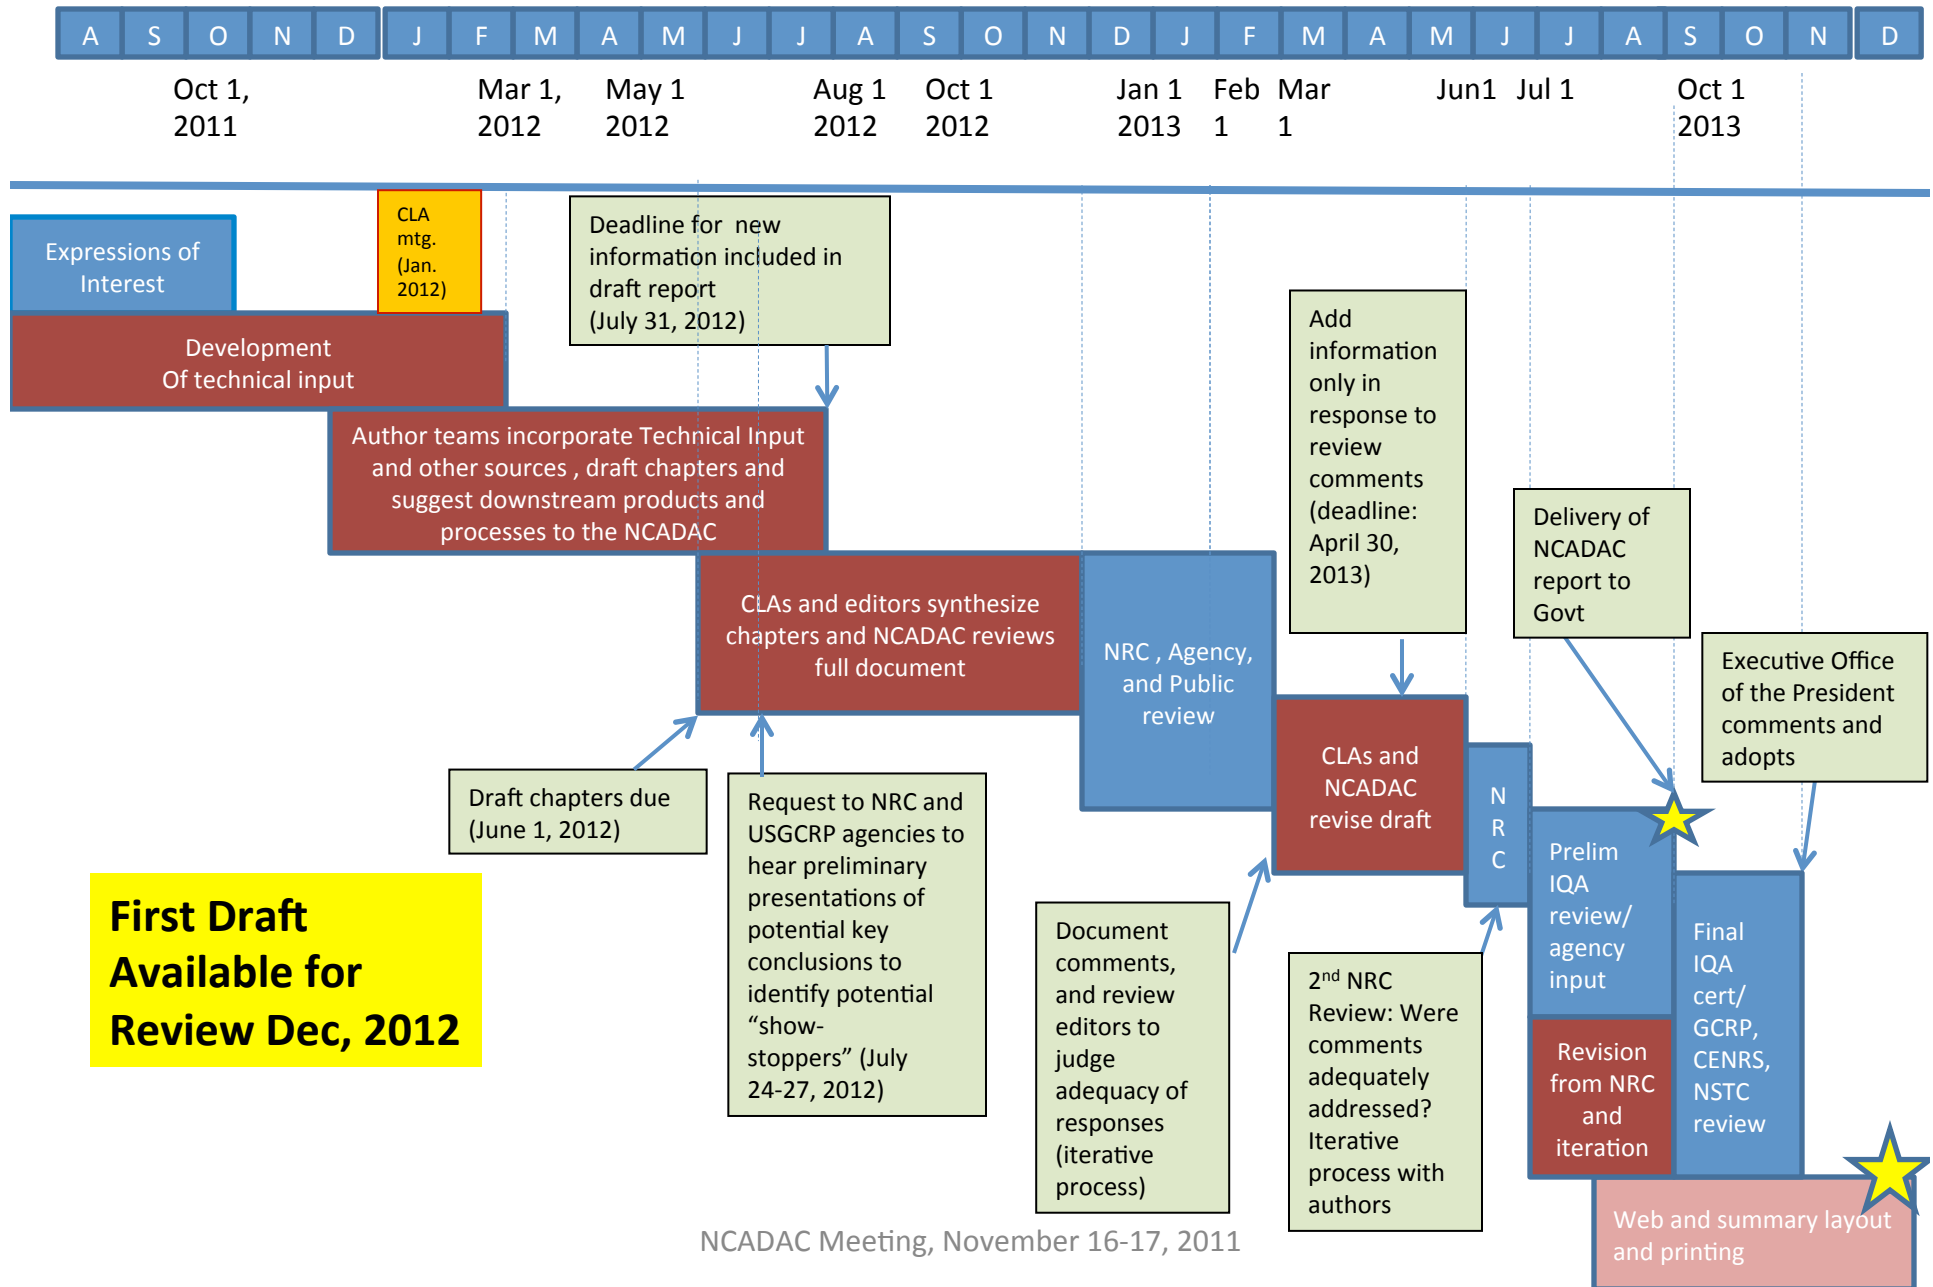 A S O N D J F M A M J J A S O N D J F M A M J J A S O N D
Oct 1,
2011
Mar 1,
2012
May 1
2012
Aug 1
2012
Oct 1
2012
Jan 1
2013
Feb
1
Mar
1
Jun1
Jul 1
Oct 1
2013
Expressions of
Interest
CLA
mtg.
(Jan.
2012)
Deadline for new
information included in
draft report
(July 31, 2012)
Development
Of technical input
Author teams incorporate Technical Input
and other sources , draft chapters and
suggest downstream products and
processes to the NCADAC
Add
information
only in
response to
review
comments
(deadline:
April 30,
2013)
Delivery of
NCADAC
report to
Govt
CLAs and editors synthesize
chapters and NCADAC reviews
full document
NRC , Agency,
and Public
review
Executive Office
of the President
comments and
adopts
CLAs and
NCADAC
revise draft
N
R
C
Draft chapters due
(June 1, 2012)
Request to NRC and
USGCRP agencies to
hear preliminary
presentations of
potential key
conclusions to
identify potential
“show-
stoppers” (July
24-27, 2012)
Prelim
IQA
review/
agency
input
First Draft
Available for
Review Dec, 2012
Document
comments,
and review
editors to
judge
adequacy of
responses
(iterative
process)
2nd NRC
Review: Were
comments
adequately
addressed?
Iterative
process with
authors
Final
IQA
cert/
GCRP,
CENRS,
NSTC
review
Revision
from NRC
and
iteration
Web and summary layout
and printing
NCADAC Meeting, November 16-17, 2011